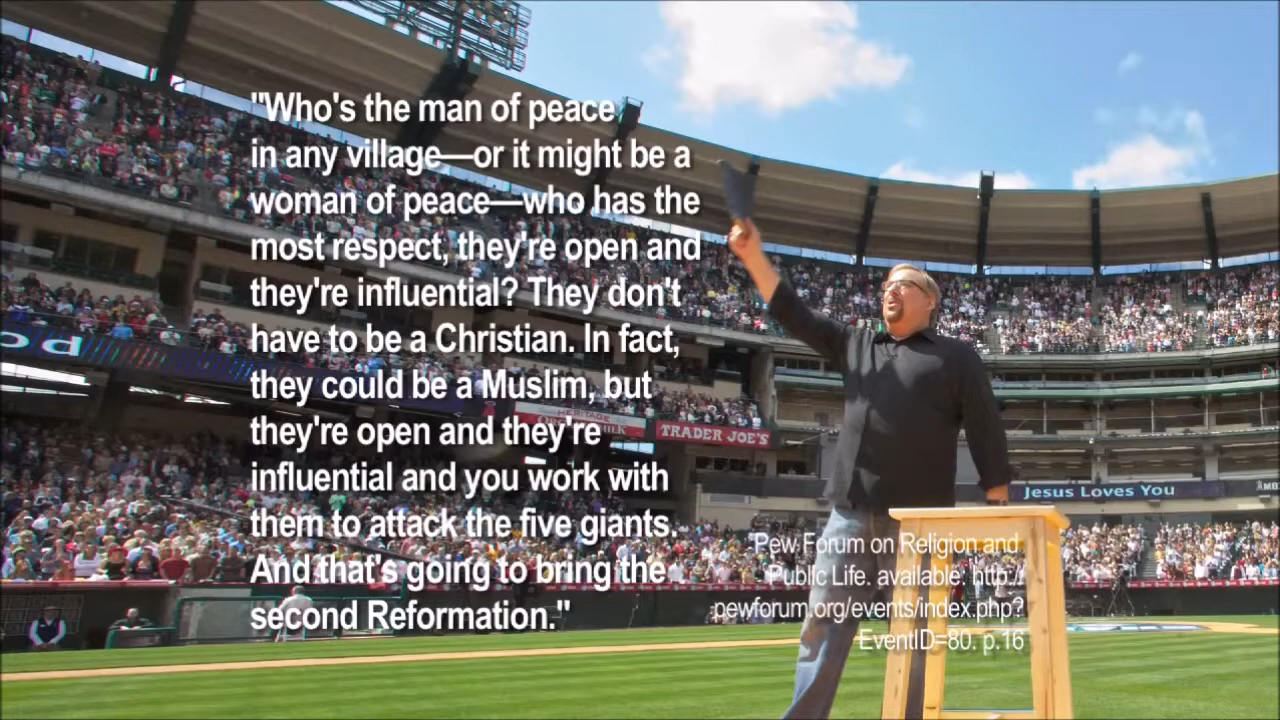 "Who's the man of peace
in any village—or it might be a
woman of peace—who has the
most respect, they're open and
they're influential? They don't
have to be a Christian. In fact,
they could be a Muslim, but
they're open and they're
influential and you work with
them to attack the five giants.
And that's going to bring the
second Reformation."
TRADER JOE'S
Jesus Loves You
Pew Forum on Religion and
Public Life. available: http://
pewforum.org/events/index.php?
EventID=80. p.16